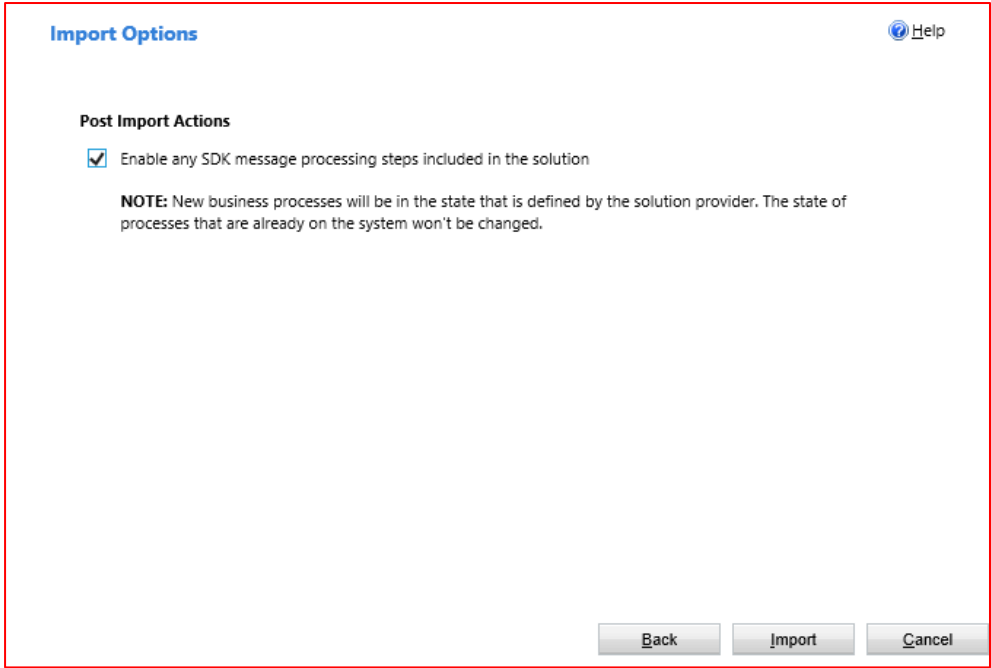 Import Options
Help
Post Import Actions
Enable any SDK message processing steps included in the solution
NOTE: New business processes will be in the state that is defined by the solution provider. The state of
processes that are already on the system won't be changed.
Back
Import
Cancel